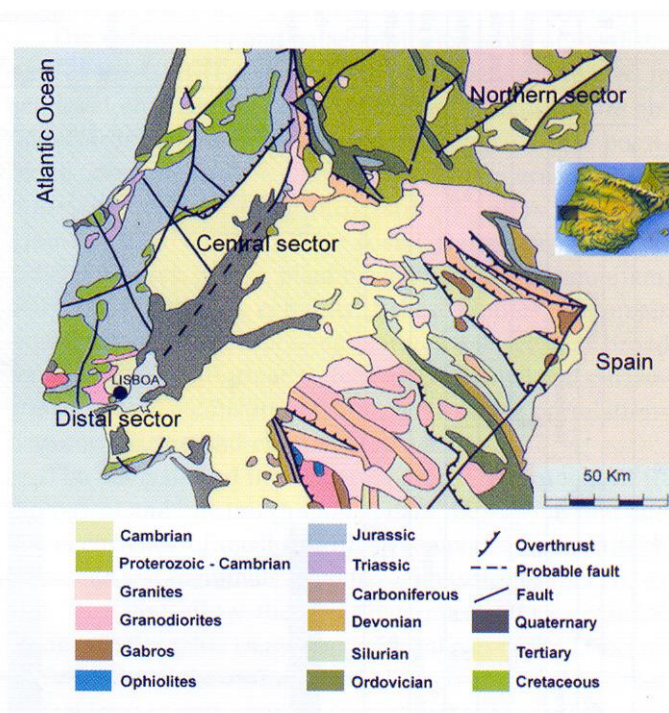 Atlantic Ocean
Northern sector
Central sector
Spain
LISBOA
Distal sector
50 Km
Cambrian
Proterozoic - Cambrian
Granites
Granodiorites
Gabros
Ophiolites
Jurassic
Triassic
Carboniferous
Devonian
Silurian
Ordovician
Overthrust
Probable fault
Fault
Quaternary
Tertiary
Cretaceous